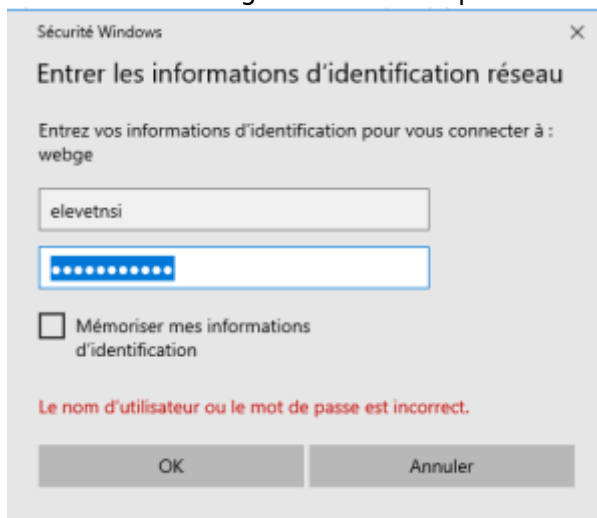 Sécurité Windows
Entrer les informations d'identification réseau
Entrez vos informations d'identification pour vous connecter à :
webge
elevetnsi
●●●●●●●●●●●
Mémoriser mes informations
d'identification
Le nom d'utilisateur ou le mot de passe est incorrect.
OK
Annuler